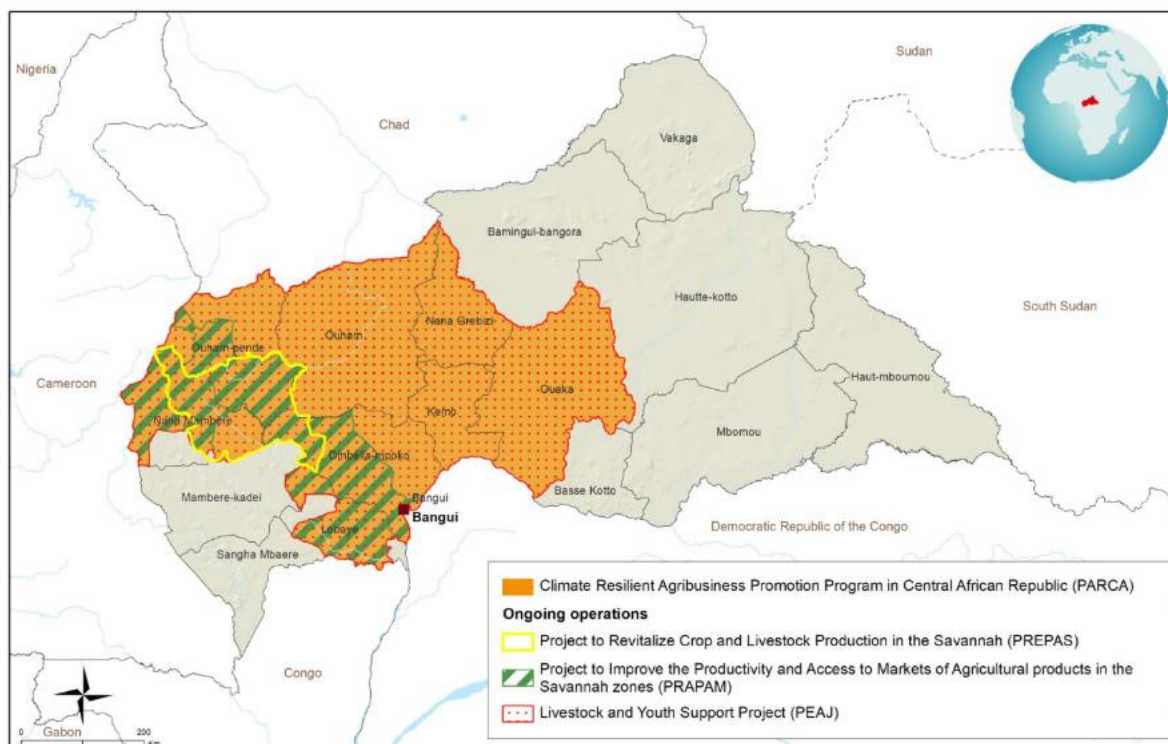 Nigeria
Sudan
Chad
Vakaga
Bamingui-bangora
Hautte-kotto
South Sudan
Nana Grebizi
Ouham
Ouham-pende
Cameroon
Ouaka
Haut-mboumou
Kemo
Nana Mambere
Mbomou
Ombella-mpoko
Basse Kotto
Mambere-kadei
Bangui
Bangui
Lobaye
Democratic Republic of the Congo
Sangha Mbaere
Climate Resilient Agribusiness Promotion Program in Central African Republic (PARCA)
Ongoing operations
Project to Revitalize Crop and Livestock Production in the Savannah (PREPAS)
Project to Improve the Productivity and Access to Markets of Agricultural products in the
Savannah zones (PRAPAM)
Livestock and Youth Support Project (PEAJ)
Congo
Gabon
0 200